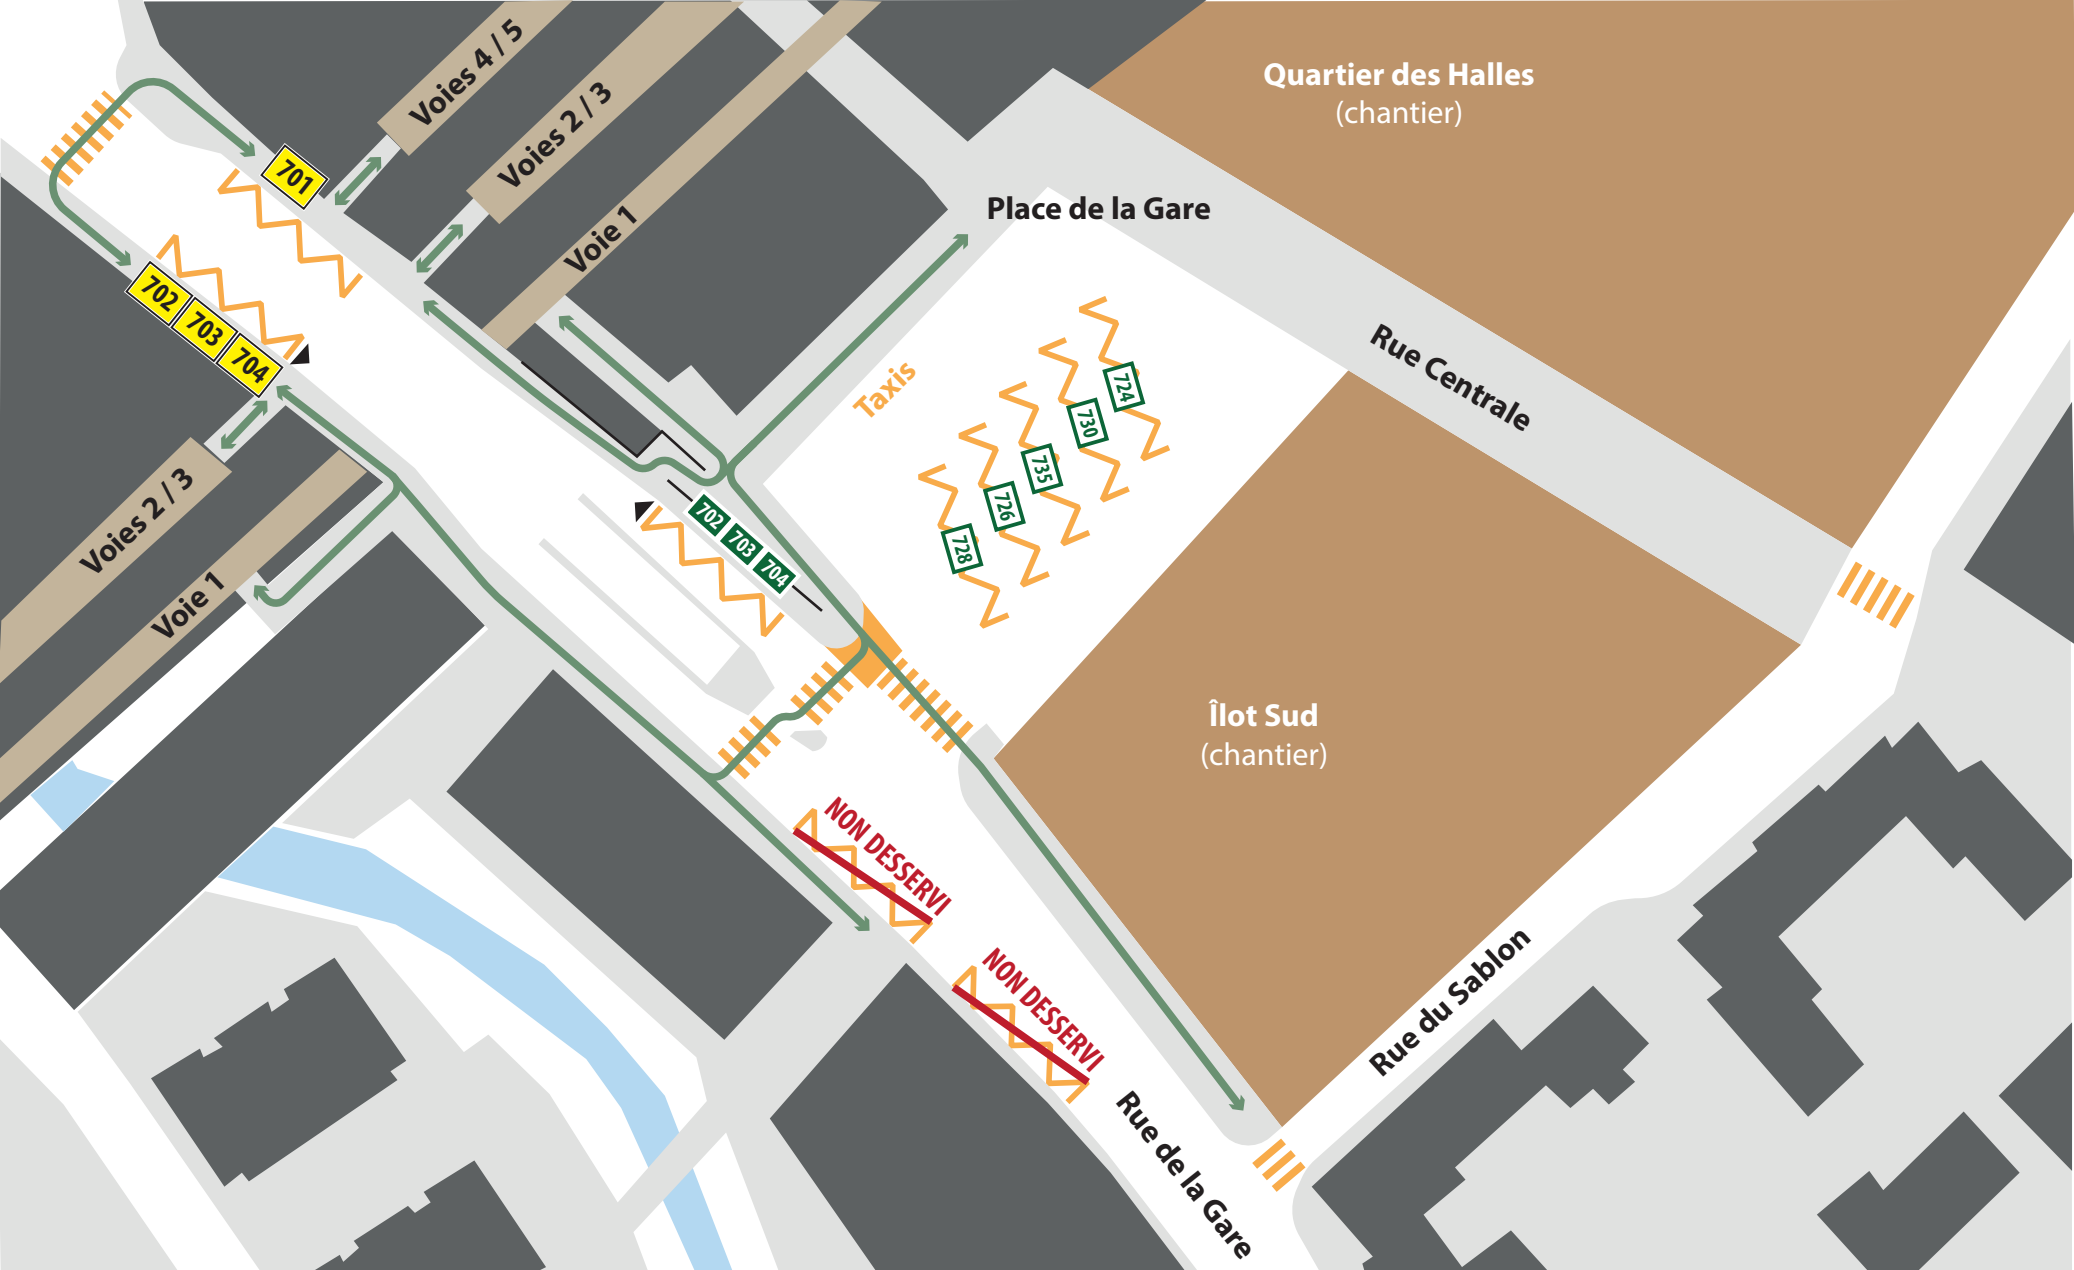 Voies 4 / 5
Quartier des Halles
(chantier)
Voies 2 / 3
701
Place de la Gare
Voie 1
702
703
704
Rue Centrale
Taxis
724
730
735
726
728
Voies 2 / 3
Voie 1
702
703
704
Îlot Sud
(chantier)
NON DESSERVI
NON DESSERVI
Rue du Sablon
Rue de la Gare